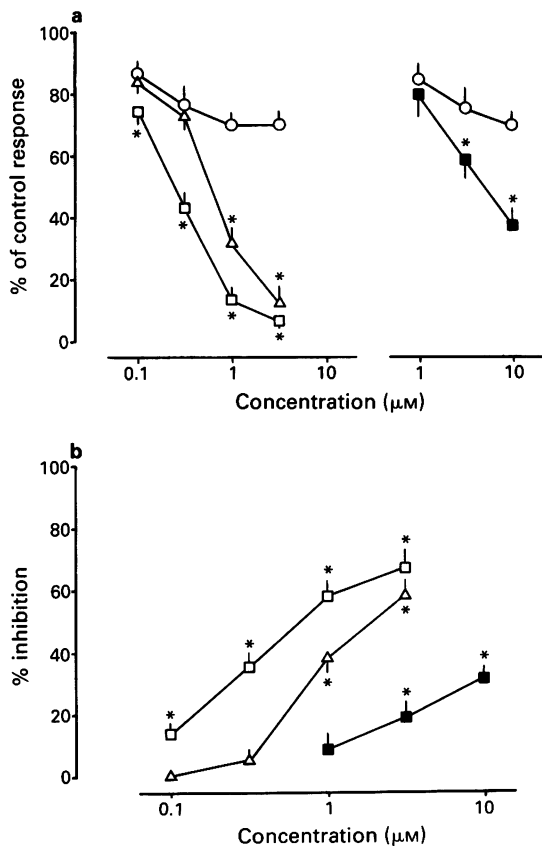 a
100
80
60
40
20
0
% of control response
0.1 1 10 1 10
Concentration (μM)
b
100
80
60
40
20
0
% inhibition
0.1 1 10
Concentration (μM)